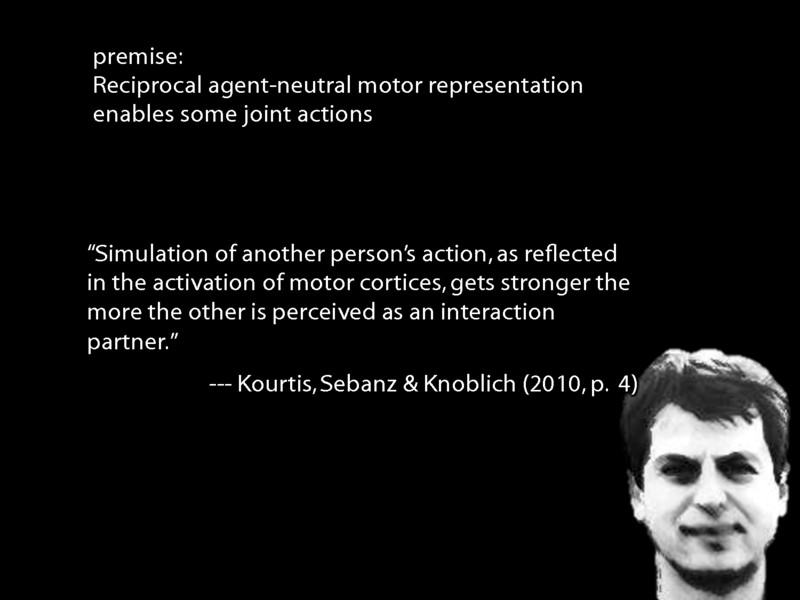 premise:
Reciprocal agent-neutral motor representation
enables some joint actions
“Simulation of another person’s action, as reflected
in the activation of motor cortices, gets stronger the
more the other is perceived as an interaction
partner.”
--- Kourtis, Sebanz & Knoblich (2010, p. 4)